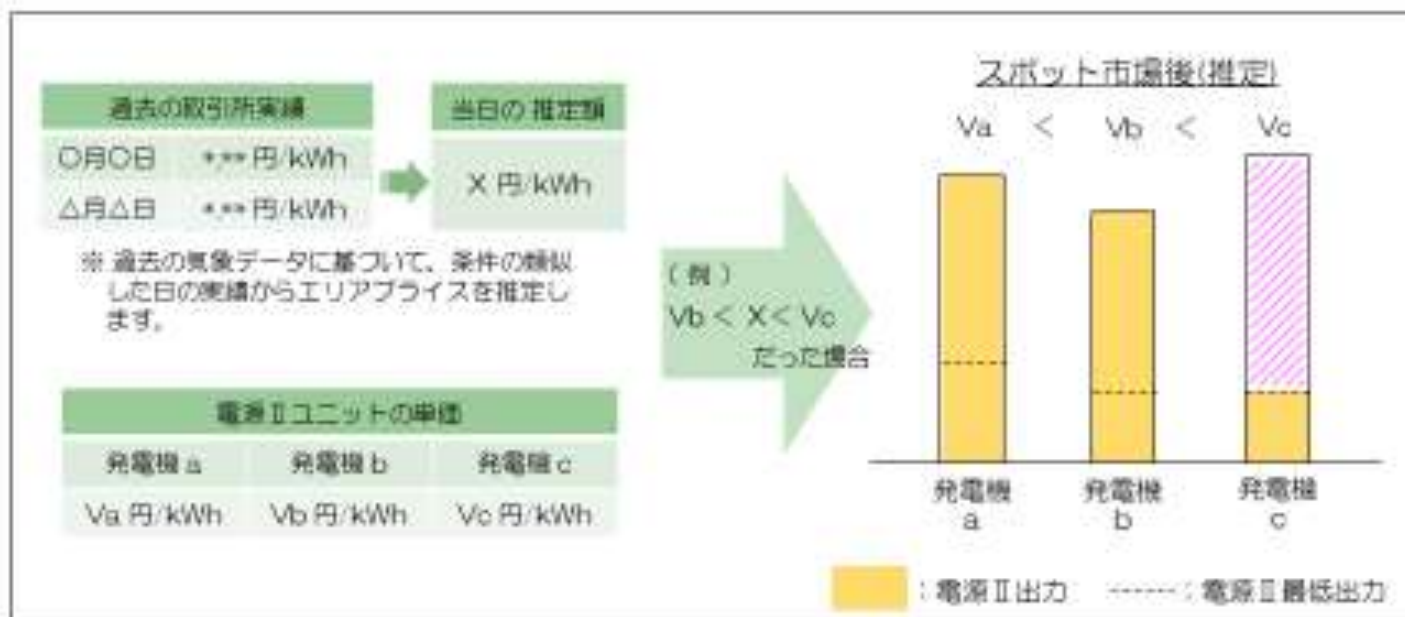 過去の取引所実績
〇月〇日 *.** 円/kWh
△月△日 *.** 円/kWh
当日の 推定額
X 円/kWh
※ 過去の気象データに基づいて、条件の類似
した日の実績からエリアプライスを推定し
ます。
電源Ⅱユニットの単価
発電機 a 発電機 b 発電機 c
Va 円/kWh Vb 円/kWh Vc 円/kWh
(例)
Vb < X < Vc
だった場合
スポット市場後(推定)
Va < Vb < Vc
発電機
a
発電機
b
発電機
c
:電源Ⅱ出力 ------:電源Ⅱ最低出力